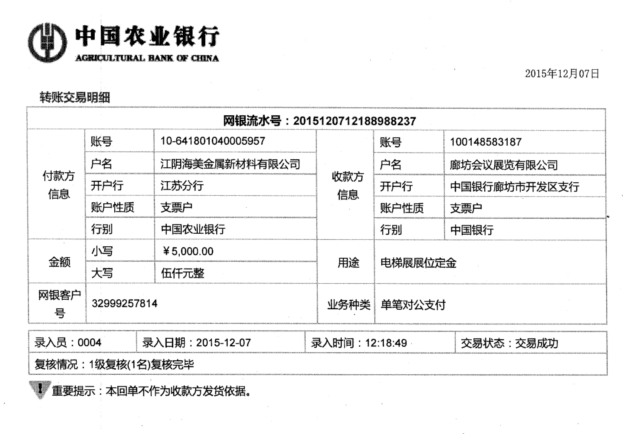 中国农业银行
AGRICULTURAL BANK OF CHINA
2015年12月07日
转账交易明细
网银流水号：2015120712188988237
付款方信息 账号 10-641801040005957 收款方信息 账号 100148583187
户名 江阴海美金属新材料有限公司 户名 廊坊会议展览有限公司
开户行 江苏分行 开户行 中国银行廊坊市开发区支行
账户性质 支票户 账户性质 支票户
行别 中国农业银行 行别 中国银行
金额 小写 ￥5,000.00 用途 电梯展展位定金
大写 伍仟元整
网银客户号 32999257814 业务种类 单笔对公支付
录入员：0004 录入日期：2015-12-07 录入时间：12:18:49 交易状态：交易成功
复核情况：1级复核(1名)复核完毕
! 重要提示：本回单不作为收款方发货依据。